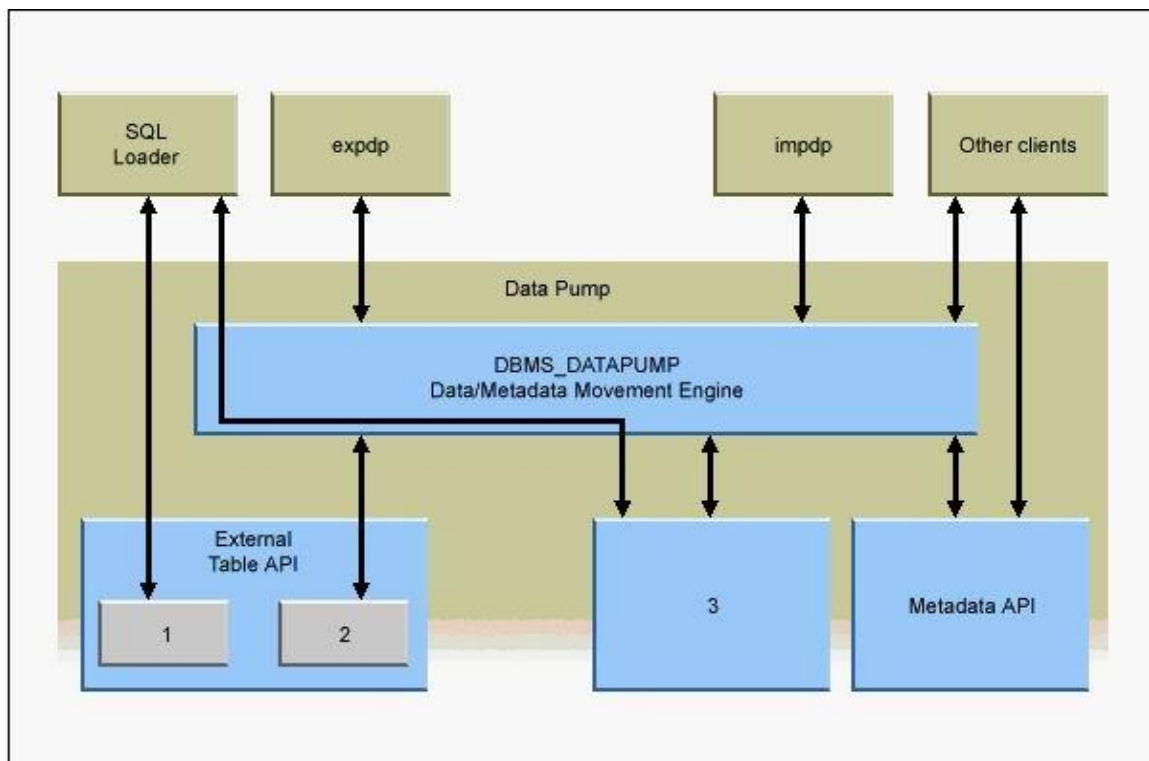 SQL
Loader
expdp
impdp
Other clients
Data Pump
DBMS_DATAPUMP
Data/Metadata Movement Engine
External
Table API
1
2
3
Metadata API